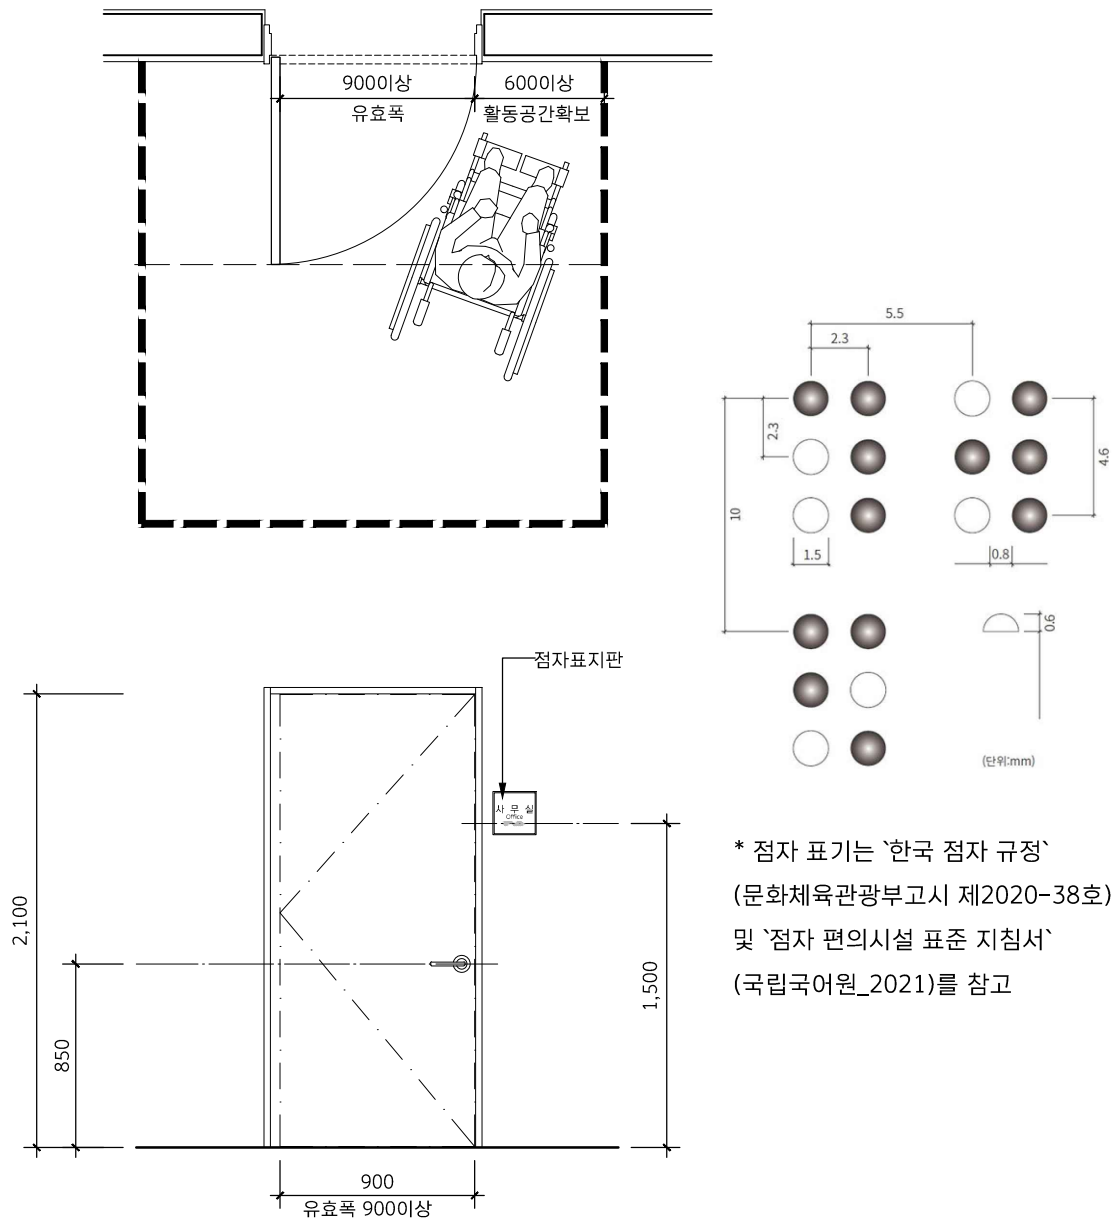 900이상
600이상
유효폭
활동공간확보
5.5
2.3
2.3
10
4.6
1.5
0.8
0.6
(단위:mm)
점자표지판
사 무 실
Office
2,100
850
1,500
900
유효폭 900이상
* 점자 표기는 `한국 점자 규정`
(문화체육관광부고시 제2020-38호)
및 `점자 편의시설 표준 지침서`
(국립국어원_2021)를 참고